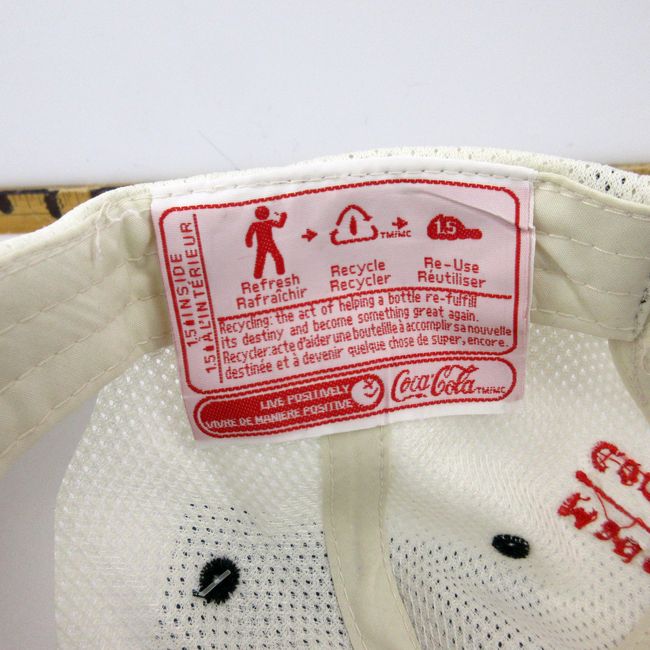 1.5 INSIDE
1.5 À L'INTÉRIEUR
Refresh
Rafraîchir
TM/MC
Recycle
Recycler
1.5
Re-Use
Réutiliser
Recycling: the act of helping a bottle re-fulfill
its destiny and become something great again.
Recycler: acte d'aider une bouteille à accomplir sa nouvelle
destinée et à devenir quelque chose de super, encore.
LIVE POSITIVELY
VIVRE DE MANIÈRE POSITIVE
Coca-Cola TM/MC